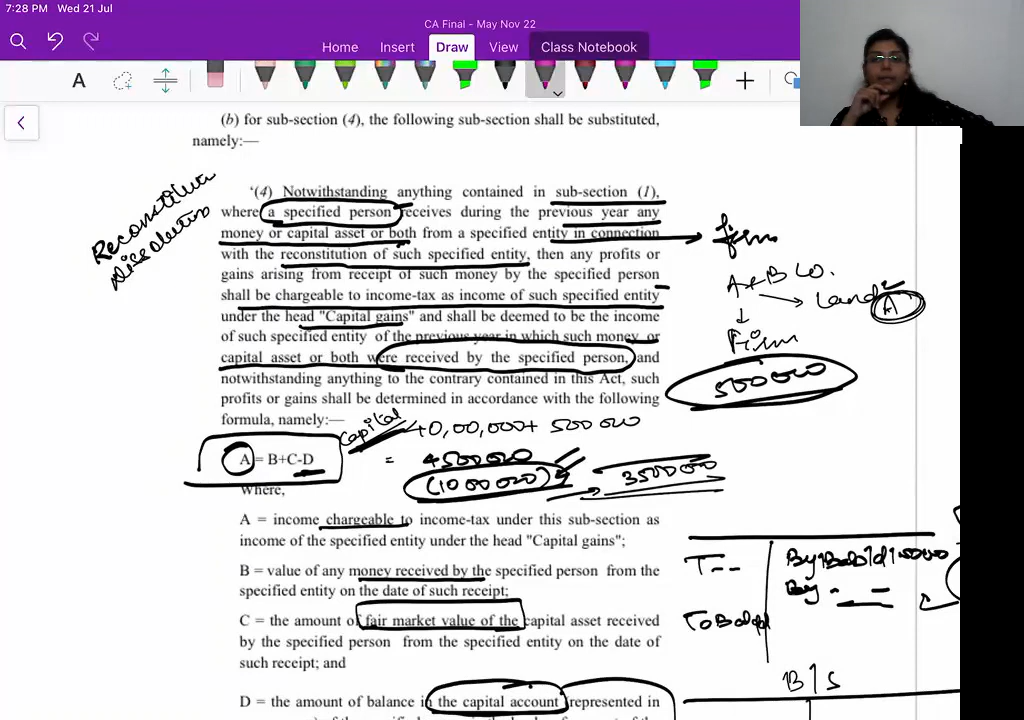 7:28 PM Wed 21 Jul
CA Final - May Nov 22
Home Insert Draw View Class Notebook
A
(b) for sub-section (4), the following sub-section shall be substituted,
namely:—
Reconstitution
Dissolution
'(4) Notwithstanding anything contained in sub-section (1),
where a specified person receives during the previous year any
money or capital asset or both from a specified entity in connection
with the reconstitution of such specified entity, then any profits or
gains arising from receipt of such money by the specified person
shall be chargeable to income-tax as income of such specified entity
under the head "Capital gains" and shall be deemed to be the income
of such specified entity of the previous year in which such money or
capital asset or both were received by the specified person, and
notwithstanding anything to the contrary contained in this Act, such
profits or gains shall be determined in accordance with the following
formula, namely:—
firm
A & B Co.
Land A
Firm
500000
Capital
40,00,000 + 500000
A = B+C-D
= 4500000
(1000000)
3500000
Where,
A = income chargeable to income-tax under this sub-section as
income of the specified entity under the head "Capital gains";
B = value of any money received by the specified person from the
specified entity on the date of such receipt;
C = the amount of fair market value of the capital asset received
by the specified person from the specified entity on the date of
such receipt; and
D = the amount of balance in the capital account (represented in
By
To Bal c/d
B/S